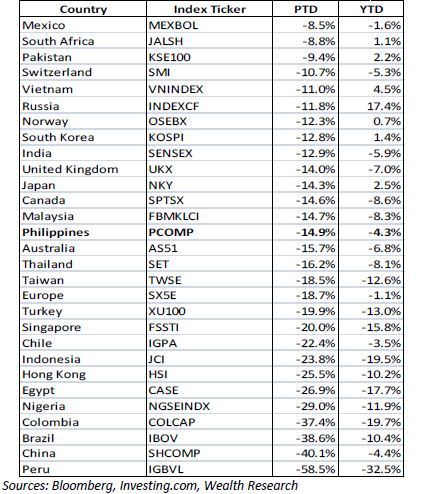 Country Index Ticker PTD YTD
Mexico MEXBOL -8.5% -1.6%
South Africa JALSH -8.8% 1.1%
Pakistan KSE100 -9.4% 2.2%
Switzerland SMI -10.7% -5.3%
Vietnam VNINDEX -11.0% 4.5%
Russia INDEXCF -11.8% 17.4%
Norway OSEBX -12.3% 0.7%
South Korea KOSPI -12.8% 1.4%
India SENSEX -12.9% -5.9%
United Kingdom UKX -14.0% -7.0%
Japan NKY -14.3% 2.5%
Canada SPTSX -14.6% -8.6%
Malaysia FBMKLCI -14.7% -8.3%
Philippines PCOMP -14.9% -4.3%
Australia AS51 -15.7% -6.8%
Thailand SET -16.2% -8.1%
Taiwan TWSE -18.5% -12.6%
Europe SX5E -18.7% -1.1%
Turkey XU100 -19.9% -13.0%
Singapore FSSTI -20.0% -15.8%
Chile IGPA -22.4% -3.5%
Indonesia JCI -23.8% -19.5%
Hong Kong HSI -25.5% -10.2%
Egypt CASE -26.9% -17.7%
Nigeria NGSEINDX -29.0% -11.9%
Colombia COLCAP -37.4% -19.7%
Brazil IBOV -38.6% -10.4%
China SHCOMP -40.1% -4.4%
Peru IGBVL -58.5% -32.5%
Sources: Bloomberg, Investing.com, Wealth Research